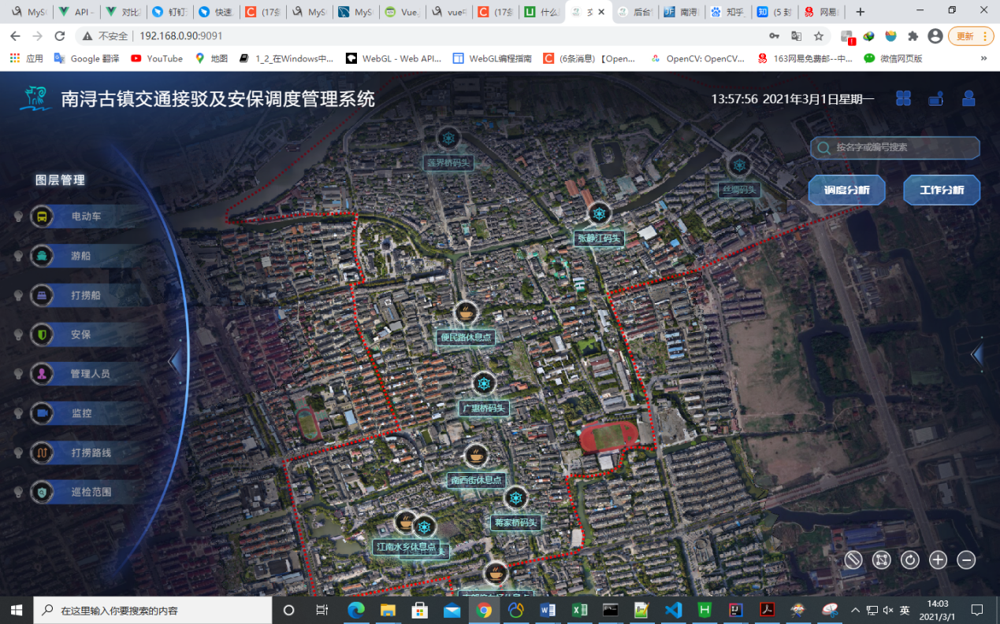 MyS
API -
对比
钉钉
快速
(17多
MyS
MyS
Vue.
vue中
(17多
什么
后台
南浔
知乎_
(5 封
网易
不安全
192.168.0.90:9091
更新
应用
Google 翻译
YouTube
地图
1_2_在Windows中...
WebGL - Web API...
WebGL编程指南
(6条消息) 【Open...
OpenCV: OpenCV...
163网易免费邮--中...
微信网页版
»
南浔古镇交通接驳及安保调度管理系统
13:57:56 2021年3月1日星期一
按名字或编号搜索
调度分析
工作分析
图层管理
电动车
游船
打捞船
安保
管理人员
监控
打捞路线
巡检范围
莲界桥码头
丝绸码头
张静江码头
便民路休息点
广惠桥码头
南西街休息点
蒋家桥码头
江南水乡休息点
在这里输入你要搜索的内容
英
14:03
2021/3/1